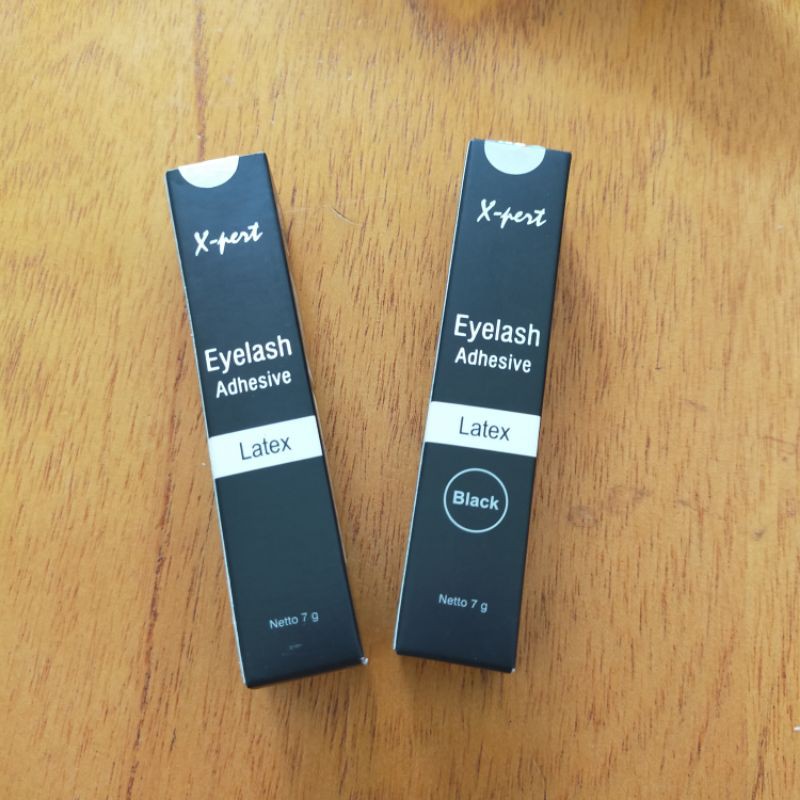 X-pert
Eyelash
Adhesive
Latex
Netto 7 g
X-pert
Eyelash
Adhesive
Latex
Black
Netto 7 g